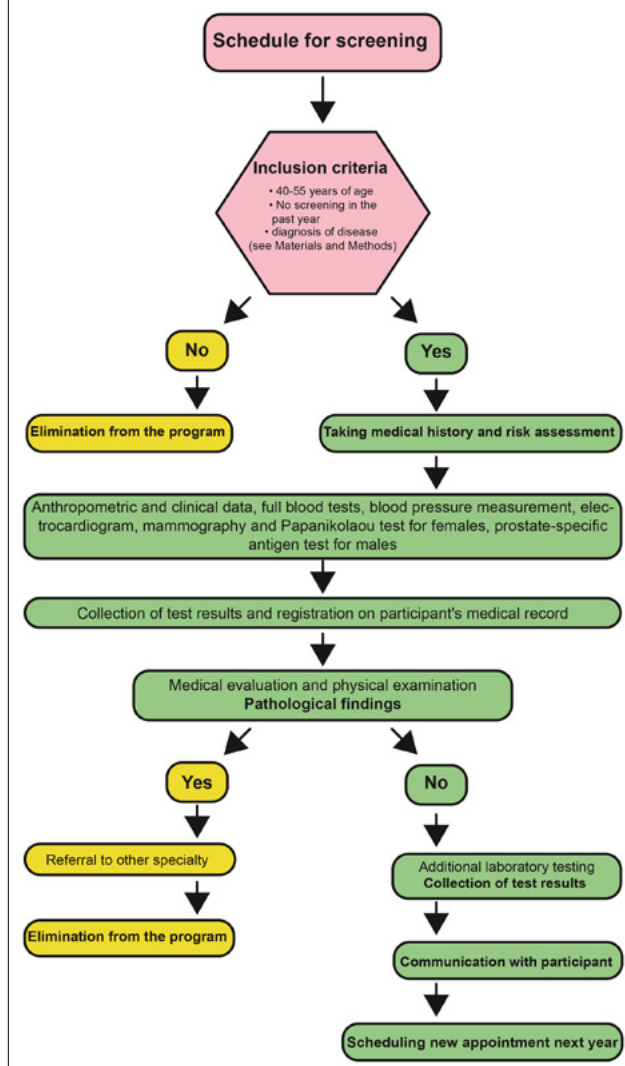 Schedule for screening
Inclusion criteria
• 40-55 years of age
• No screening in the
past year
• diagnosis of disease
(see Materials and Methods)
No
Yes
Elimination from the program
Taking medical history and risk assessment
Anthropometric and clinical data, full blood tests, blood pressure measurement, elec-
trocardiogram, mammography and Papanikolaou test for females, prostate-specific
antigen test for males
Collection of test results and registration on participant's medical record
Medical evaluation and physical examination
Pathological findings
Yes
No
Referral to other specialty
Additional laboratory testing
Collection of test results
Elimination from the program
Communication with participant
Scheduling new appointment next year